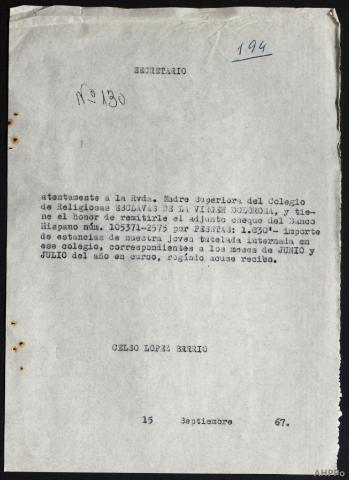 194
SECRETARIO
Nº 130
atentamente a la Rvda. Madre Superiora del Colegio
de Religiosas ESCLAVAS DE LA VIRGEN DOLOROSA, y tie-
ne el honor de remitirle el adjunto cheque del Banco
Hispano núm. 105371-2575 por PESETAS: 1.830'- importe
de estancias de nuestra joven tutelada internada en
ese colegio, correspondientes a los meses de JUNIO y
JULIO del año en curso, rogándo acuse recibo.
CELSO LOPEZ
15 Septiembre 67.